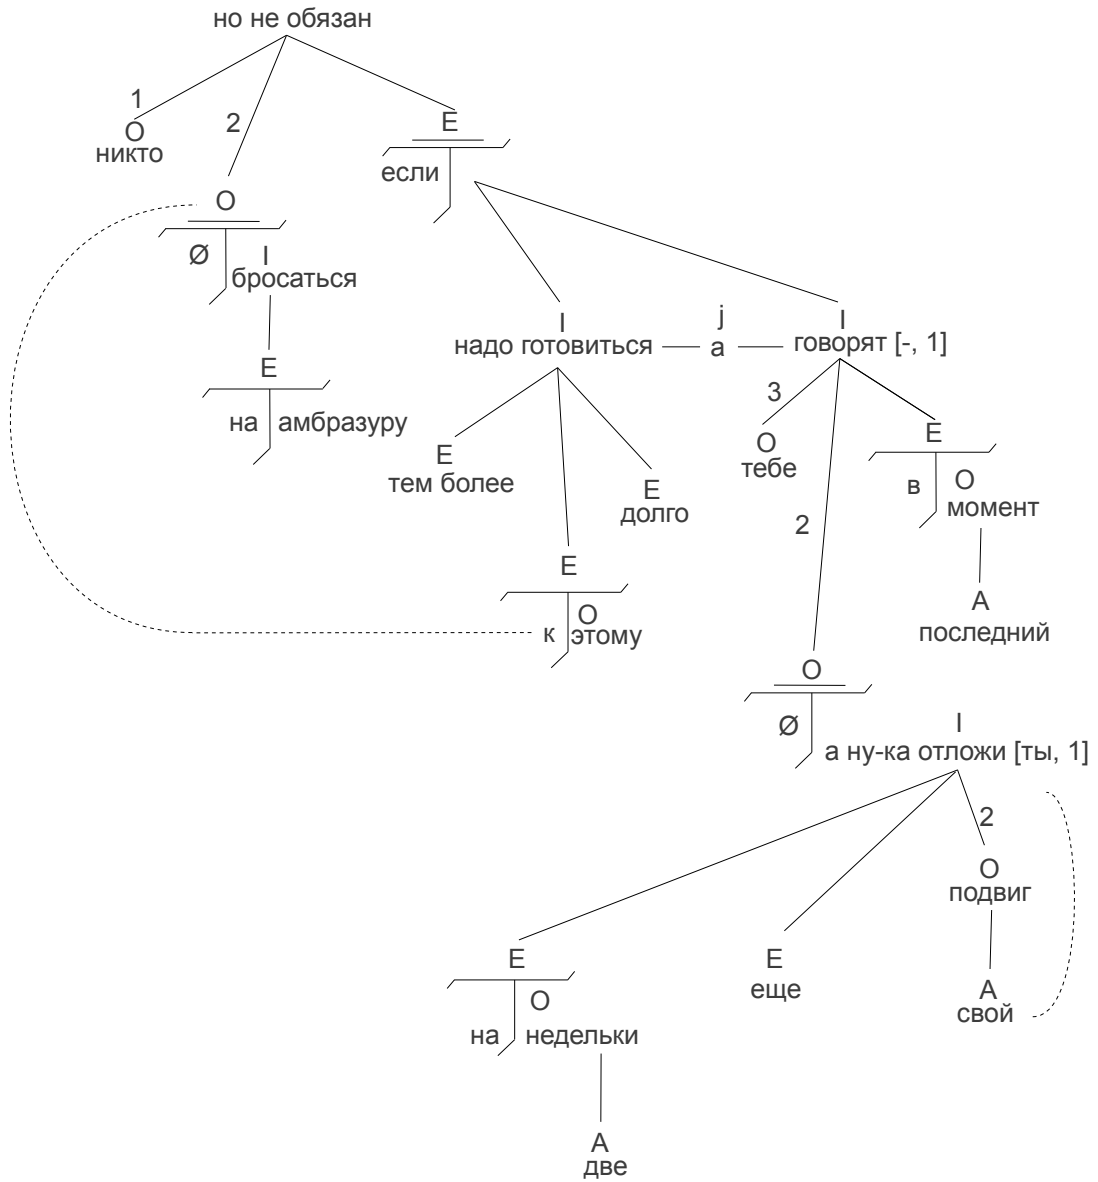 но не обязан
1
О
никто
2
О
Ø
I
бросаться
Е
на амбразуру
Е
если
I
надо готовиться
j
а
I
говорят [-, 1]
Е
тем более
Е
к
О
этому
Е
долго
3
О
тебе
2
Е
в
О
момент
А
последний
О
Ø
I
а ну-ка отложи [ты, 1]
Е
на
О
недельки
А
две
Е
еще
2
О
подвиг
А
свой